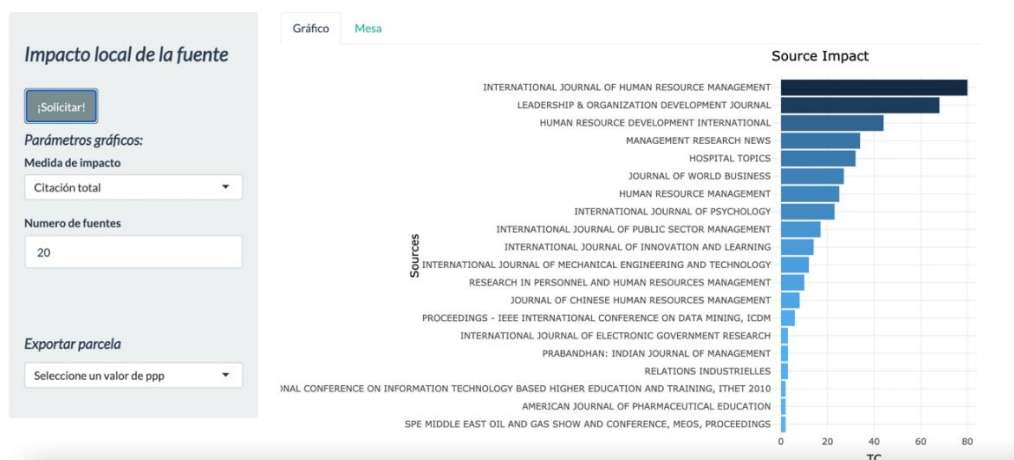 Impacto local de la fuente
¡Solicitar!
Parámetros gráficos:
Medida de impacto
Citación total
Numero de fuentes
20
Exportar parcela
Seleccione un valor de ppp
Gráfico
Mesa
Source Impact
Sources
INTERNATIONAL JOURNAL OF HUMAN RESOURCE MANAGEMENT
LEADERSHIP & ORGANIZATION DEVELOPMENT JOURNAL
HUMAN RESOURCE DEVELOPMENT INTERNATIONAL
MANAGEMENT RESEARCH NEWS
HOSPITAL TOPICS
JOURNAL OF WORLD BUSINESS
HUMAN RESOURCE MANAGEMENT
INTERNATIONAL JOURNAL OF PSYCHOLOGY
INTERNATIONAL JOURNAL OF PUBLIC SECTOR MANAGEMENT
INTERNATIONAL JOURNAL OF INNOVATION AND LEARNING
INTERNATIONAL JOURNAL OF MECHANICAL ENGINEERING AND TECHNOLOGY
RESEARCH IN PERSONNEL AND HUMAN RESOURCES MANAGEMENT
JOURNAL OF CHINESE HUMAN RESOURCES MANAGEMENT
PROCEEDINGS - IEEE INTERNATIONAL CONFERENCE ON DATA MINING, ICDM
INTERNATIONAL JOURNAL OF ELECTRONIC GOVERNMENT RESEARCH
PRABANDHAN: INDIAN JOURNAL OF MANAGEMENT
RELATIONS INDUSTRIELLES
ONAL CONFERENCE ON INFORMATION TECHNOLOGY BASED HIGHER EDUCATION AND TRAINING, ITHET 2010
AMERICAN JOURNAL OF PHARMACEUTICAL EDUCATION
SPE MIDDLE EAST OIL AND GAS SHOW AND CONFERENCE, MEOS, PROCEEDINGS
0 20 40 60 80
TC